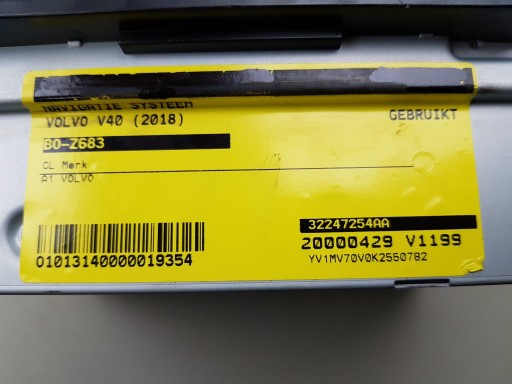 NAVIGATIE SYSTEEM
VOLVO V40 (2018)
GEBRUIKT
BO-Z683
CL Merk
A1 VOLVO
32247254AA
20000429 V1199
01013140000019354
YV1MV70V0K2550782